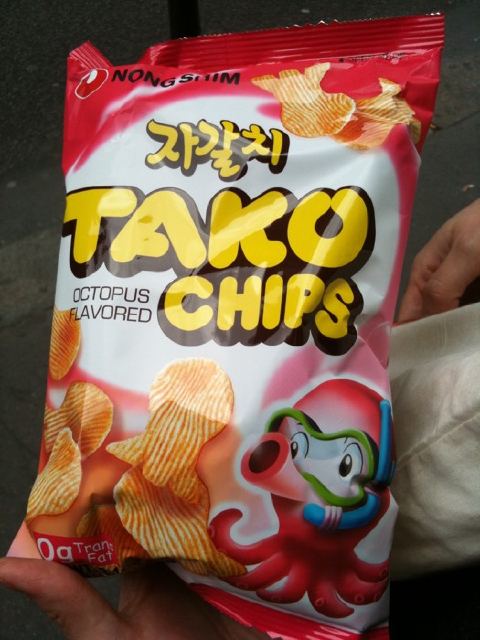 NONGSHIM
자갈치
TAKO
CHIPS
OCTOPUS
FLAVORED
0g Trans
Fat